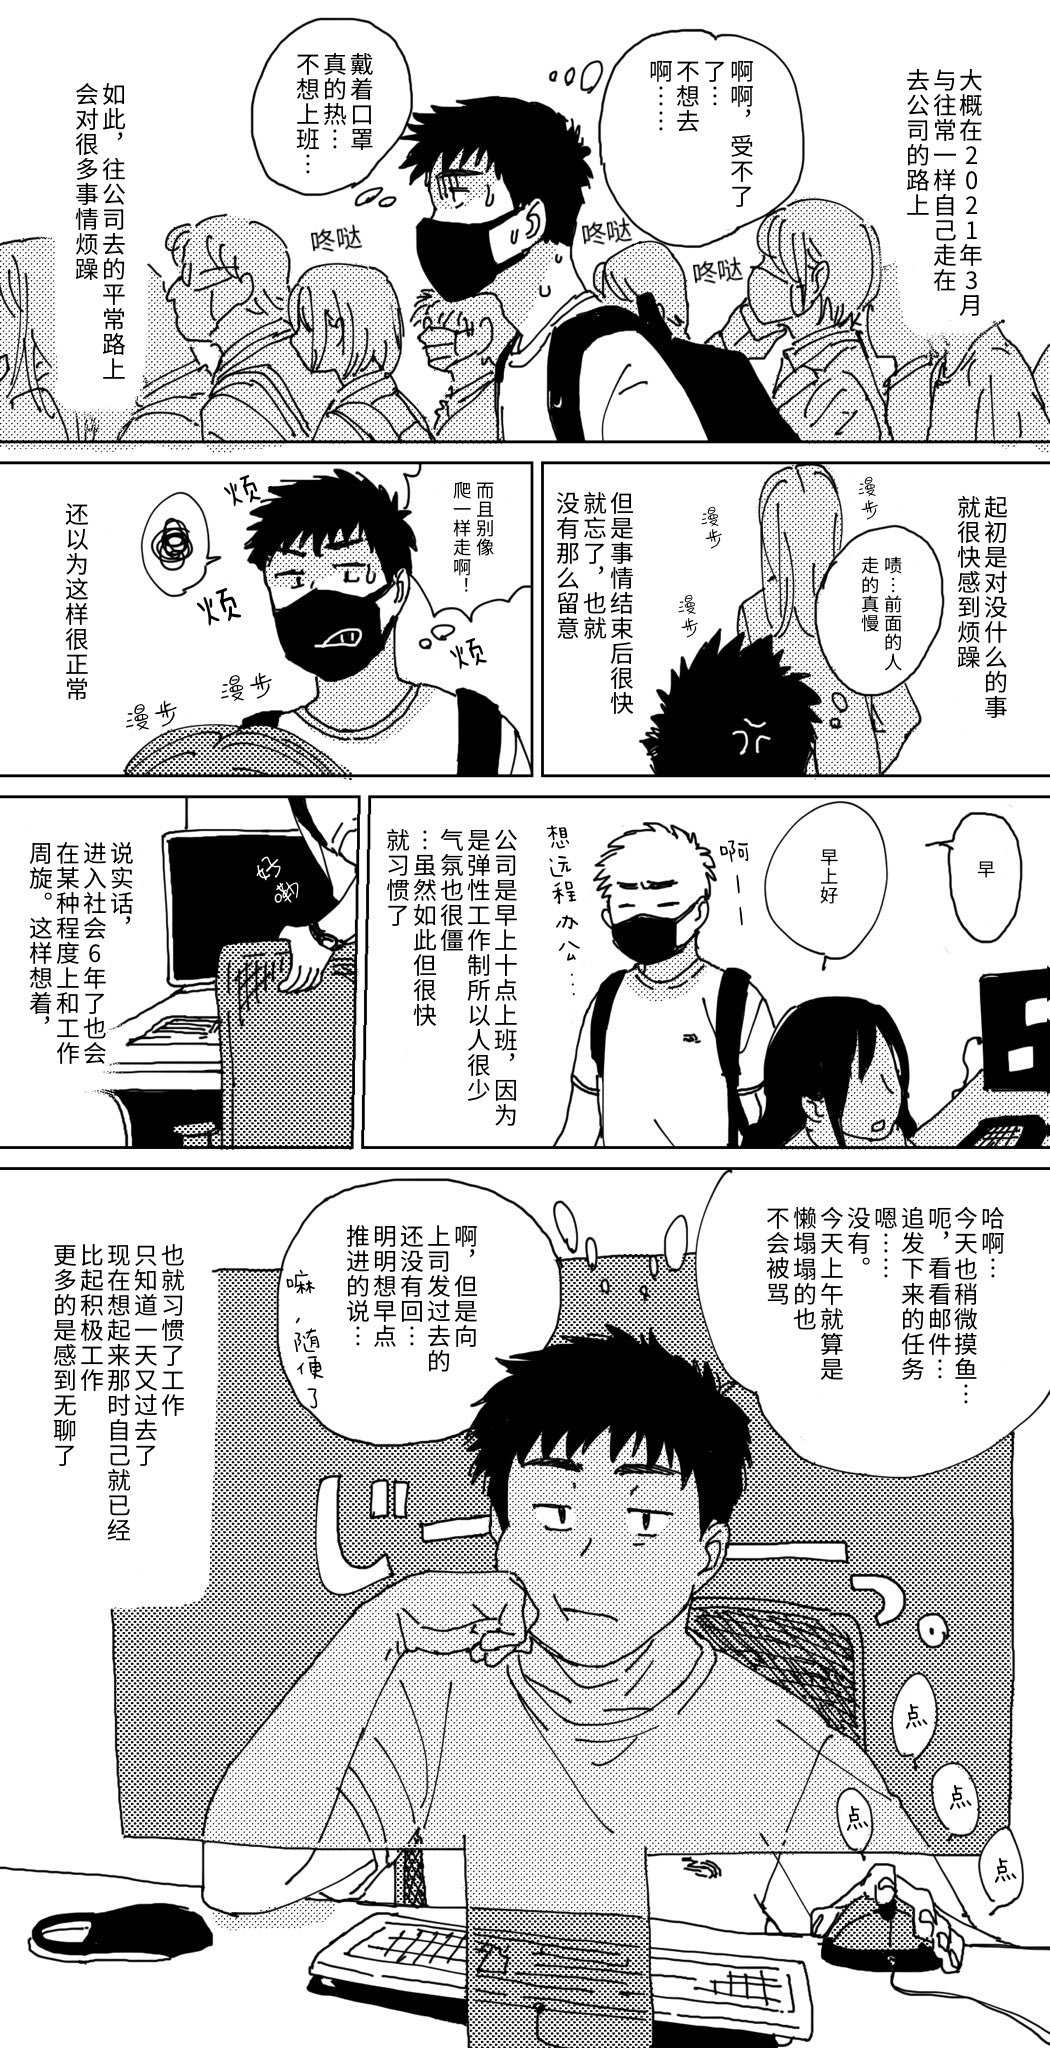 大概在2021年3月
与往常一样自己走在
去公司的路上
啊啊，受不了
了…
不想去
啊……
戴着口罩
真的热…
不想上班…
如此，往公司去的平常路上
会对很多事情烦躁
咚哒
咚哒
咚哒
起初是对没什么的事
就很快感到烦躁
啧…前面的人
走的真慢
漫步
漫步
漫步
但是事情结束后很快
就忘了，也就
没有那么留意
而且别像
爬一样走啊！
烦
烦
烦
漫步
漫步
还以为这样很正常
早
早上好
啊——
想远程办公…
公司是早上十点上班，因为
是弹性工作制所以人很少
气氛也很僵
…虽然如此但很快
就习惯了
好嘞
说实话，
进入社会6年了也会
在某种程度上和工作
周旋。这样想着，
哈啊…
今天也稍微摸鱼…
呃，看看邮件…
追发下来的任务
嗯……
没有。
今天上午就算是
懒塌塌的也
不会被骂
啊，但是向
上司发过去的
还没有回…
明明想早点
推进的说…
嘛，随便了
也就习惯了工作
只知道一天又过去了
现在想起来那时自己就已经
比起积极工作
更多的是感到无聊了
じーーっ。
点
点
点
点